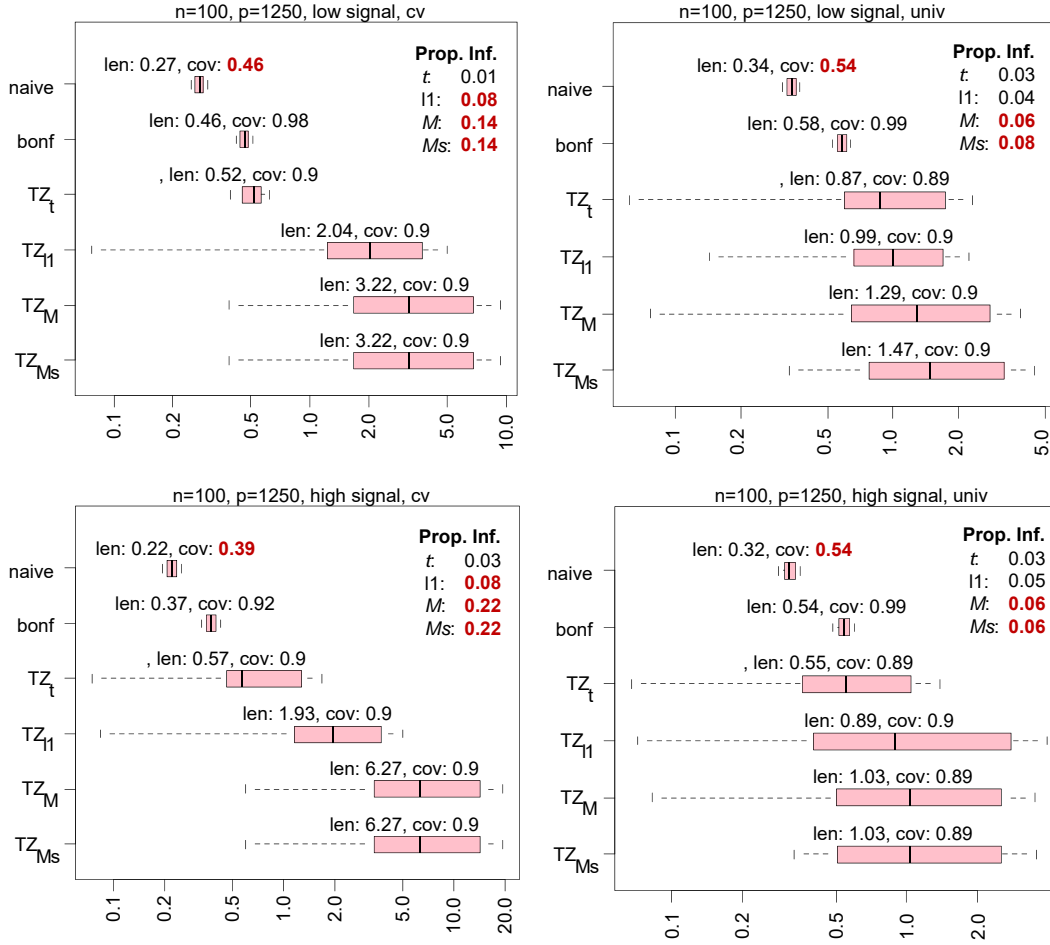 n=100, p=1250, low signal, cv
len: 0.27, cov: 0.46
len: 0.46, cov: 0.98
, len: 0.52, cov: 0.9
len: 2.04, cov: 0.9
len: 3.22, cov: 0.9
len: 3.22, cov: 0.9
Prop. Inf.
t: 0.01
l1: 0.08
M: 0.14
Ms: 0.14
naive
bonf
TZt
TZl1
TZM
TZMs
0.1 0.5 1.0 2.0 5.0 10.0
n=100, p=1250, low signal, univ
len: 0.34, cov: 0.54
len: 0.58, cov: 0.99
, len: 0.87, cov: 0.89
len: 0.99, cov: 0.9
len: 1.29, cov: 0.9
len: 1.47, cov: 0.9
Prop. Inf.
t: 0.03
l1: 0.04
M: 0.06
Ms: 0.08
naive
bonf
TZt
TZl1
TZM
TZMs
0.1 0.2 0.5 1.0 2.0 5.0
n=100, p=1250, high signal, cv
len: 0.22, cov: 0.39
len: 0.37, cov: 0.92
, len: 0.57, cov: 0.9
len: 1.93, cov: 0.9
len: 6.27, cov: 0.9
len: 6.27, cov: 0.9
Prop. Inf.
t: 0.03
l1: 0.08
M: 0.22
Ms: 0.22
naive
bonf
TZt
TZl1
TZM
TZMs
0.1 0.2 0.5 1.0 2.0 5.0 20.0
n=100, p=1250, high signal, univ
len: 0.32, cov: 0.54
len: 0.54, cov: 0.99
, len: 0.55, cov: 0.89
len: 0.89, cov: 0.9
len: 1.03, cov: 0.89
len: 1.03, cov: 0.89
Prop. Inf.
t: 0.03
l1: 0.05
M: 0.06
Ms: 0.06
naive
bonf
TZt
TZl1
TZM
TZMs
0.1 0.2 0.5 1.0 2.0